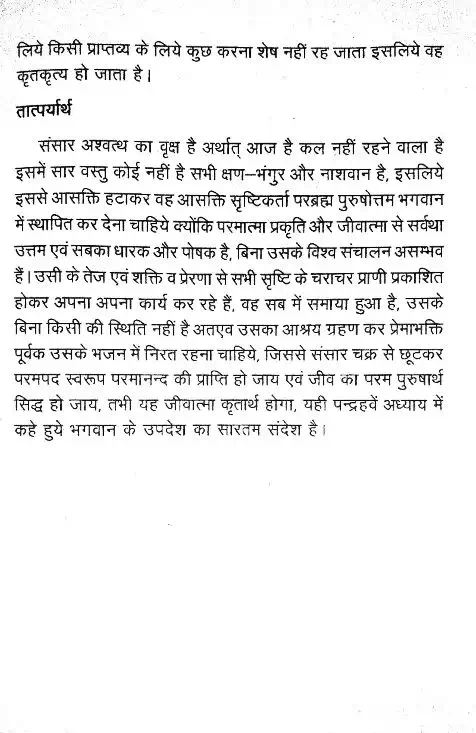 लिये किसी प्राप्तव्य के लिये कुछ करना शेष नहीं रह जाता इसलिये वह
कृतकृत्य हो जाता है।
तात्पर्यार्थ
संसार अश्वत्थ का वृक्ष है अर्थात् आज है कल नहीं रहने वाला है
इसमें सार वस्तु कोई नहीं है सभी क्षण–भंगुर और नाशवान है, इसलिये
इससे आसक्ति हटाकर वह आसक्ति सृष्टिकर्ता परब्रह्म पुरुषोत्तम भगवान
में स्थापित कर देना चाहिये क्योंकि परमात्मा प्रकृति और जीवात्मा से सर्वथा
उत्तम एवं सबका धारक और पोषक है, बिना उसके विश्व संचालन असम्भव
हैं। उसी के तेज एवं शक्ति व प्रेरणा से सभी सृष्टि के चराचर प्राणी प्रकाशित
होकर अपना अपना कार्य कर रहे हैं, वह सब में समाया हुआ है, उसके
बिना किसी की स्थिति नहीं है अतएव उसका आश्रय ग्रहण कर प्रेमाभक्ति
पूर्वक उसके भजन में निरत रहना चाहिये, जिससे संसार चक्र से छूटकर
परमपद स्वरूप परमानन्द की प्राप्ति हो जाय एवं जीव का परम पुरुषार्थ
सिद्ध हो जाय, तभी यह जीवात्मा कृतार्थ होगा, यही पन्द्रहवें अध्याय में
कहे हुये भगवान के उपदेश का सारतम संदेश है।